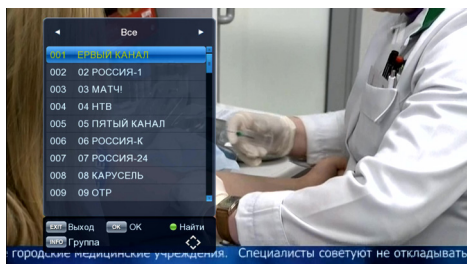 Все
001 ЕРВЫЙ КАНАЛ
002 02 РОССИЯ-1
003 03 МАТЧ!
004 04 НТВ
005 05 ПЯТЫЙ КАНАЛ
006 06 РОССИЯ-К
007 07 РОССИЯ-24
008 08 КАРУСЕЛЬ
009 09 ОТР
EXIT Выход OK OK Найти
INFO Группа
городские медицинские учреждения. Специалисты советуют не откладывать